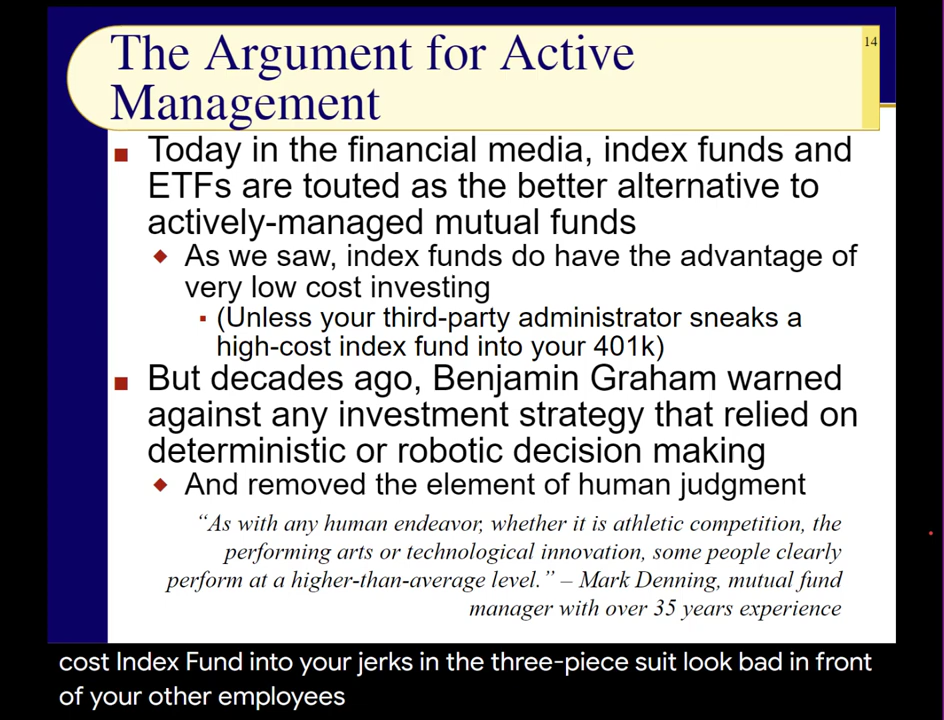 The Argument for Active
Management
14
Today in the financial media, index funds and
ETFs are touted as the better alternative to
actively-managed mutual funds
As we saw, index funds do have the advantage of
very low cost investing
(Unless your third-party administrator sneaks a
high-cost index fund into your 401k)
But decades ago, Benjamin Graham warned
against any investment strategy that relied on
deterministic or robotic decision making
And removed the element of human judgment
“As with any human endeavor, whether it is athletic competition, the
performing arts or technological innovation, some people clearly
perform at a higher-than-average level.” – Mark Denning, mutual fund
manager with over 35 years experience
cost Index Fund into your jerks in the three-piece suit look bad in front
of your other employees